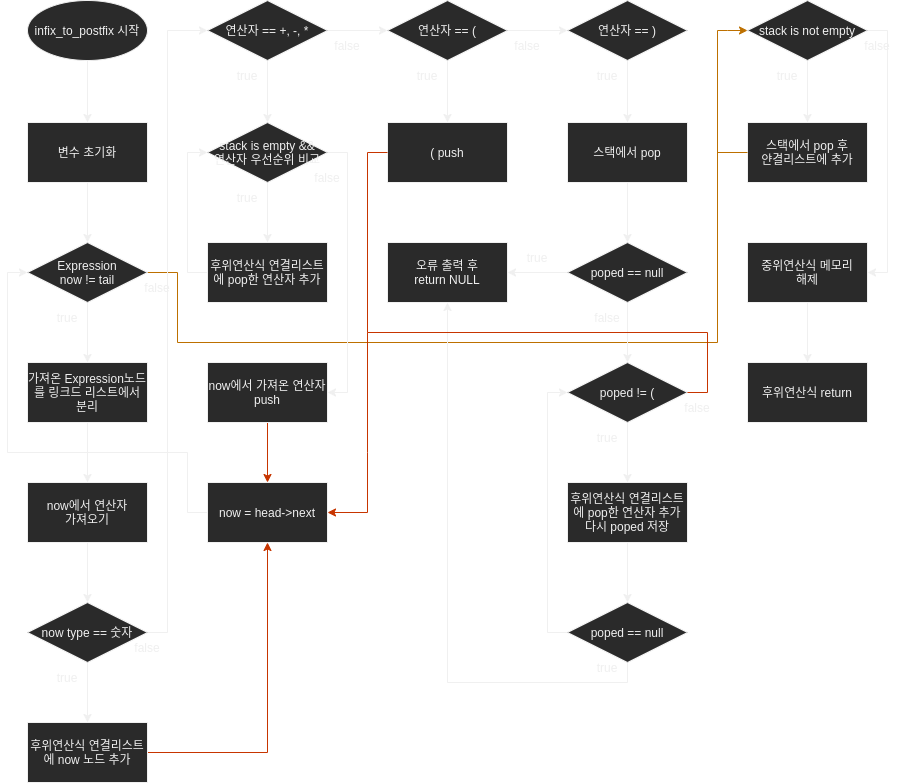 infix_to_postfix 시작
변수 초기화
Expression
now != tail
false
true
가져온 Expression노드
를 링크드 리스트에서
분리
now에서 연산자
가져오기
now type == 숫자
false
true
후위연산식 연결리스트
에 now 노드 추가
연산자 == +, -, *
false
true
stack is empty &&
연산자 우선순위 비교
false
true
후위연산식 연결리스트
에 pop한 연산자 추가
now에서 가져온 연산자
push
now = head->next
연산자 == (
false
true
( push
오류 출력 후
return NULL
연산자 == )
true
스택에서 pop
poped == null
true
false
poped != (
false
true
후위연산식 연결리스트
에 pop한 연산자 추가
다시 poped 저장
poped == null
true
stack is not empty
false
true
스택에서 pop 후
연결리스트에 추가
중위연산식 메모리
해제
후위연산식 return